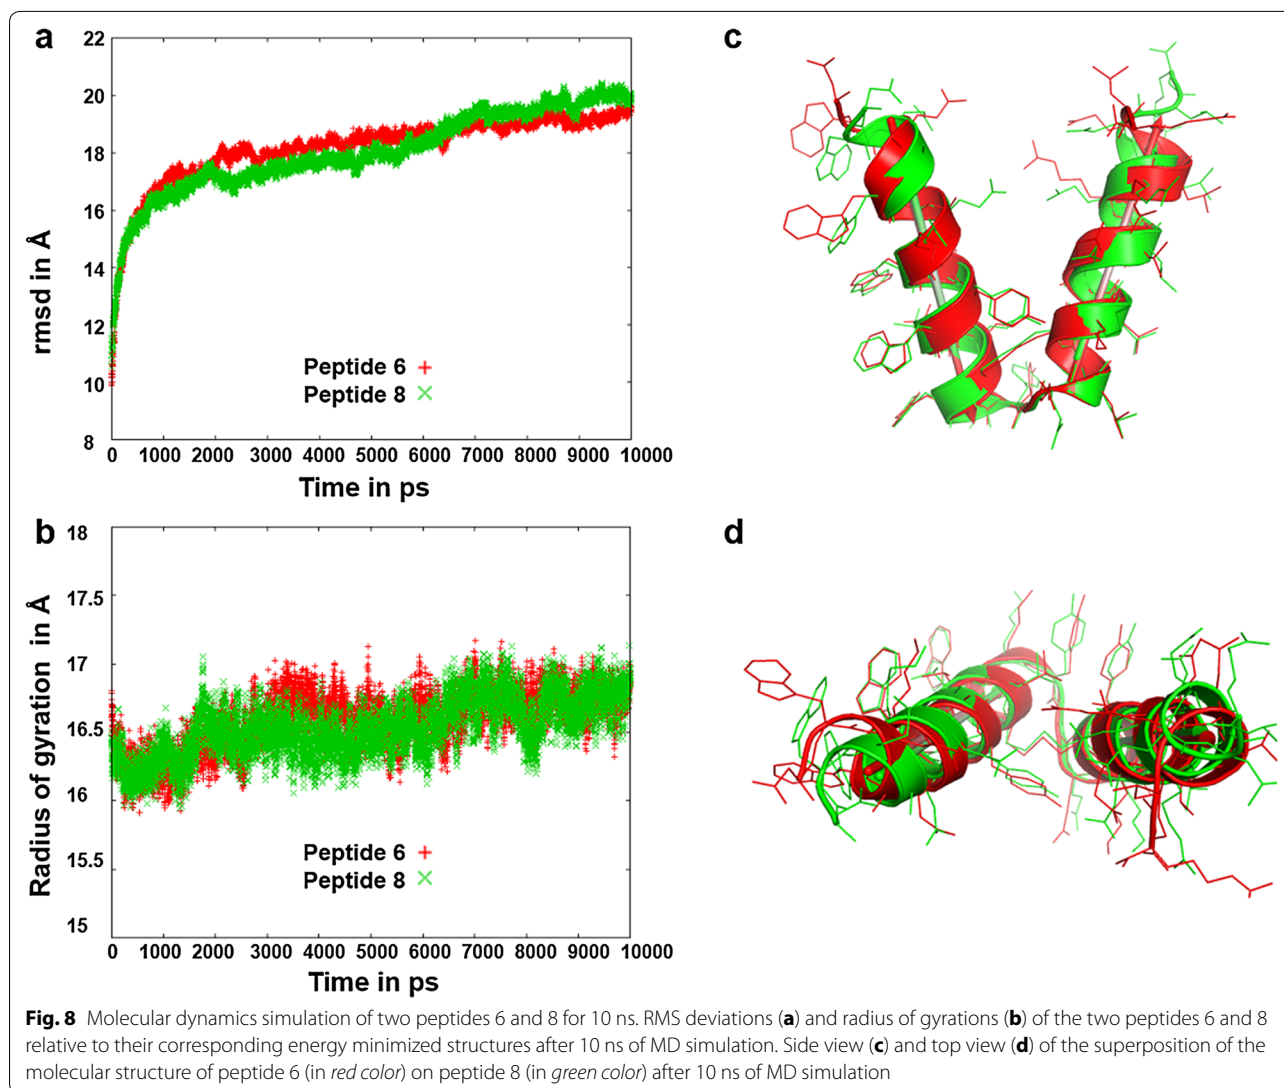 a
22
20
18
16
14
12
10
8
rmsd in Å
Peptide 6 +
Peptide 8 ×
0 1000 2000 3000 4000 5000 6000 7000 8000 9000 10000
Time in ps
c
b
18
17.5
17
16.5
16
15.5
15
Radius of gyration in Å
Peptide 6 +
Peptide 8 ×
0 1000 2000 3000 4000 5000 6000 7000 8000 9000 10000
Time in ps
d
Fig. 8 Molecular dynamics simulation of two peptides 6 and 8 for 10 ns. RMS deviations (a) and radius of gyrations (b) of the two peptides 6 and 8
relative to their corresponding energy minimized structures after 10 ns of MD simulation. Side view (c) and top view (d) of the superposition of the
molecular structure of peptide 6 (in red color) on peptide 8 (in green color) after 10 ns of MD simulation